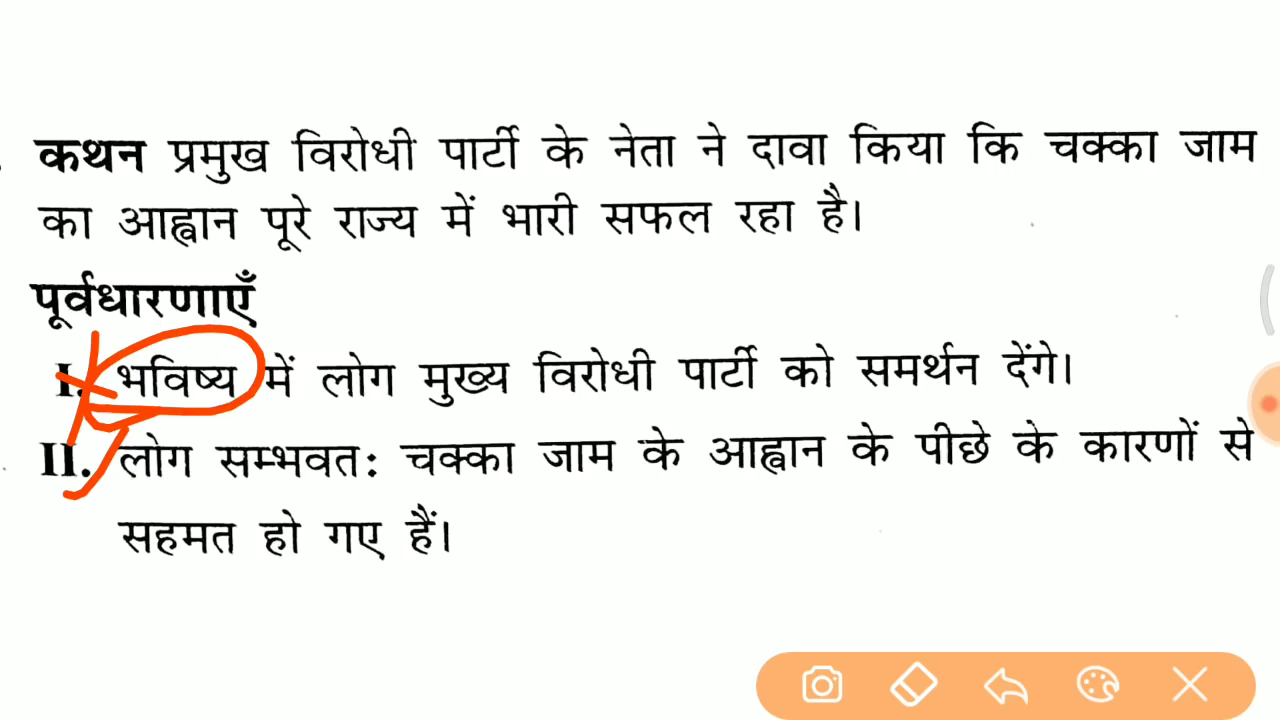 कथन प्रमुख विरोधी पार्टी के नेता ने दावा किया कि चक्का जाम
का आह्वान पूरे राज्य में भारी सफल रहा है।
पूर्वधारणाएँ
I. भविष्य में लोग मुख्य विरोधी पार्टी को समर्थन देंगे।
II. लोग सम्भवतः चक्का जाम के आह्वान के पीछे के कारणों से
सहमत हो गए हैं।